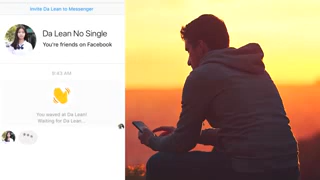 Invite Da Lean to Messenger
Da Lean No Single
You're friends on Facebook
9:43 AM
You waved at Da Lean!
Waiting for Da Lean...